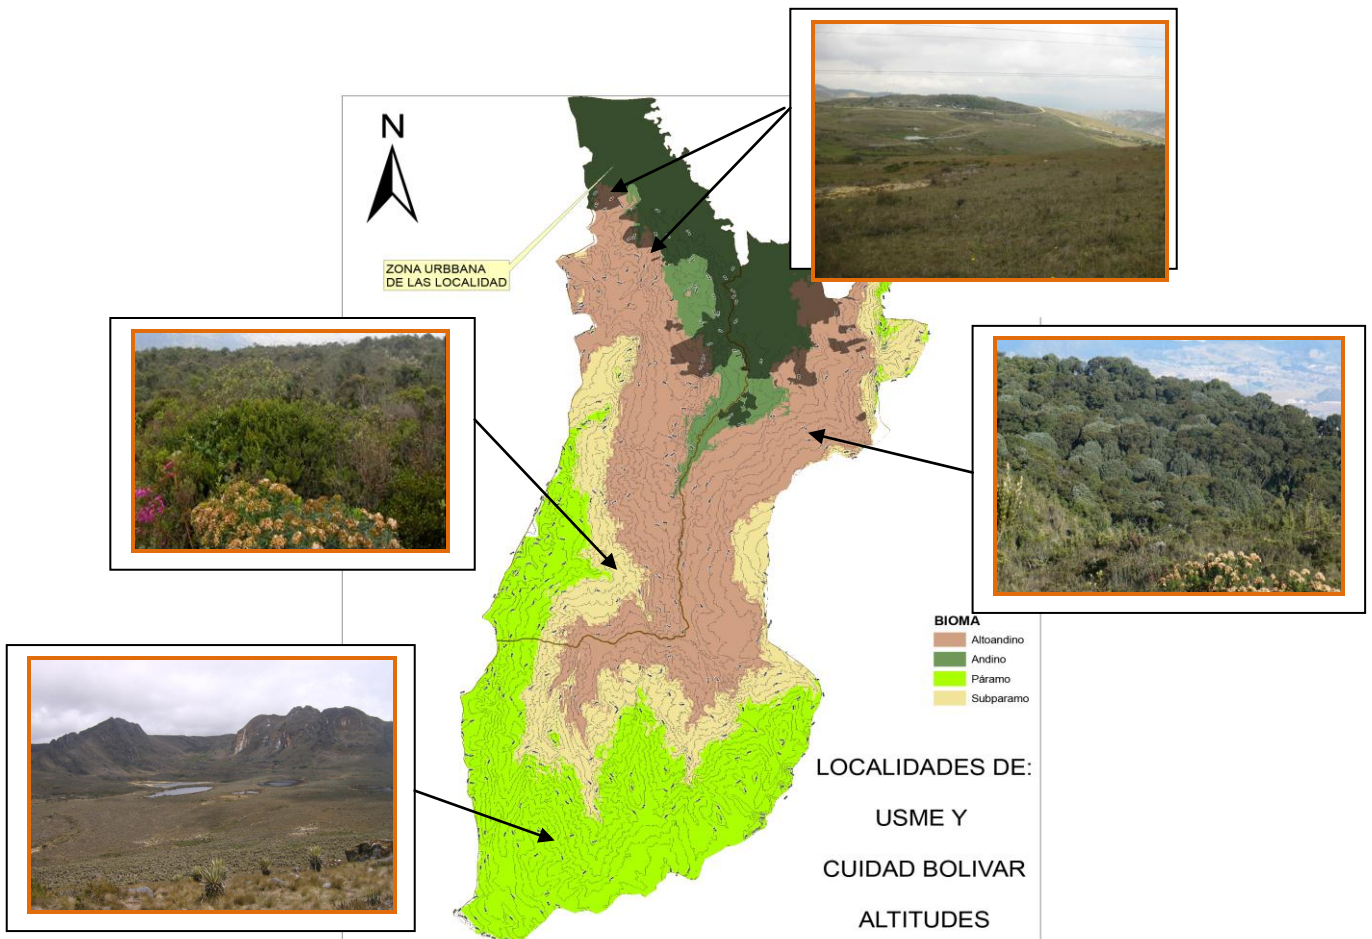 N
ZONA URBBANA
DE LAS LOCALIDAD
BIOMA
Altoandino
Andino
Páramo
Subparamo
LOCALIDADES DE:
USME Y
CUIDAD BOLIVAR
ALTITUDES